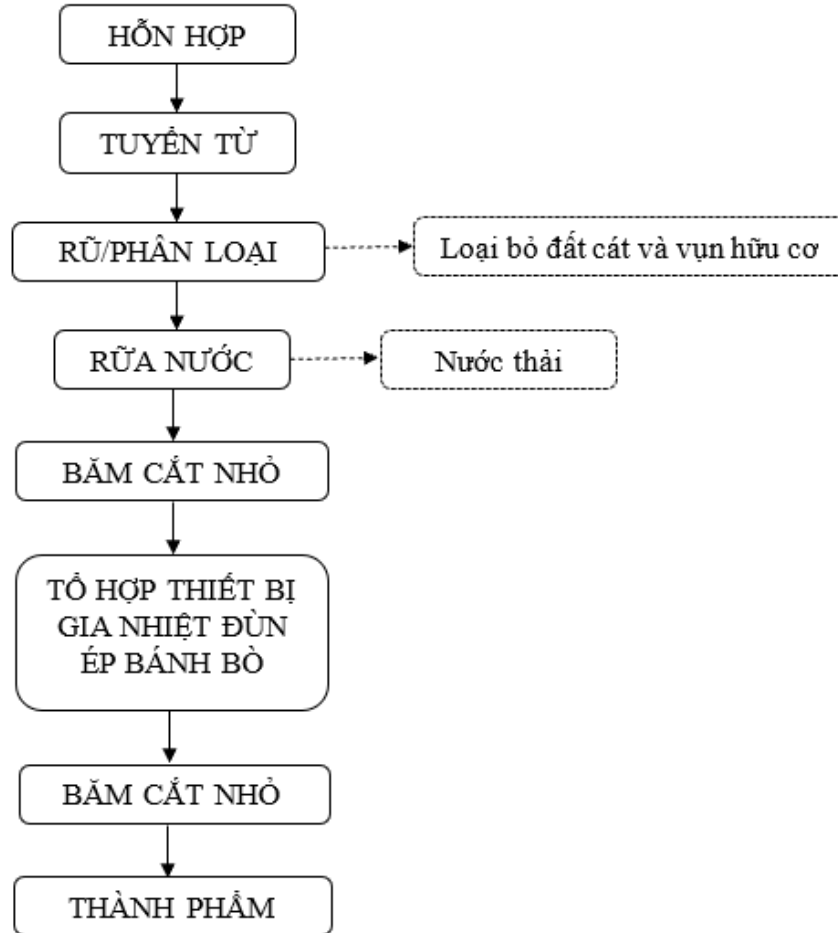 HỖN HỢP
TUYỂN TỪ
RŨ/PHÂN LOẠI
Loại bỏ đất cát và vụn hữu cơ
RỮA NƯỚC
Nước thải
BĂM CẮT NHỎ
TỔ HỢP THIẾT BỊ
GIA NHIỆT ĐÙN
ÉP BÁNH BÒ
BĂM CẮT NHỎ
THÀNH PHẨM